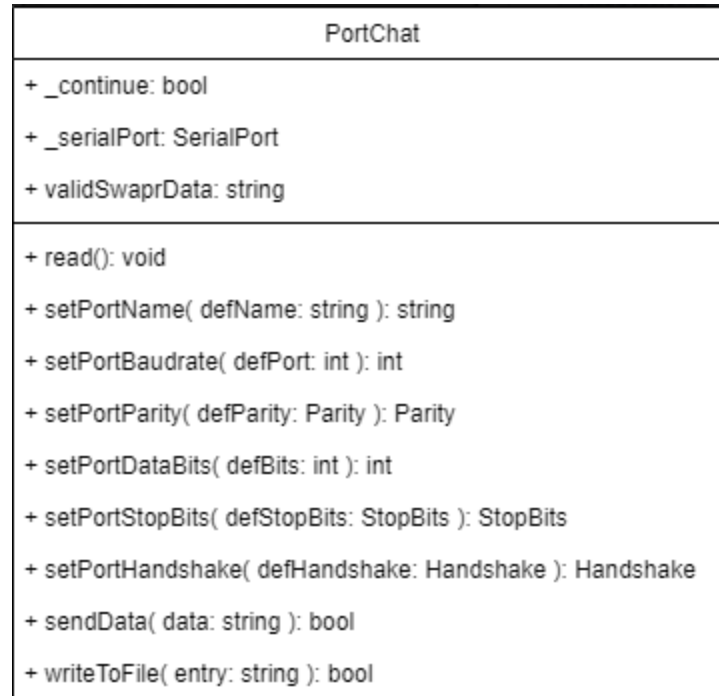 PortChat
+ _continue: bool
+ _serialPort: SerialPort
+ validSwaprData: string
+ read(): void
+ setPortName( defName: string ): string
+ setPortBaudrate( defPort: int ): int
+ setPortParity( defParity: Parity ): Parity
+ setPortDataBits( defBits: int ): int
+ setPortStopBits( defStopBits: StopBits ): StopBits
+ setPortHandshake( defHandshake: Handshake ): Handshake
+ sendData( data: string ): bool
+ writeToFile( entry: string ): bool